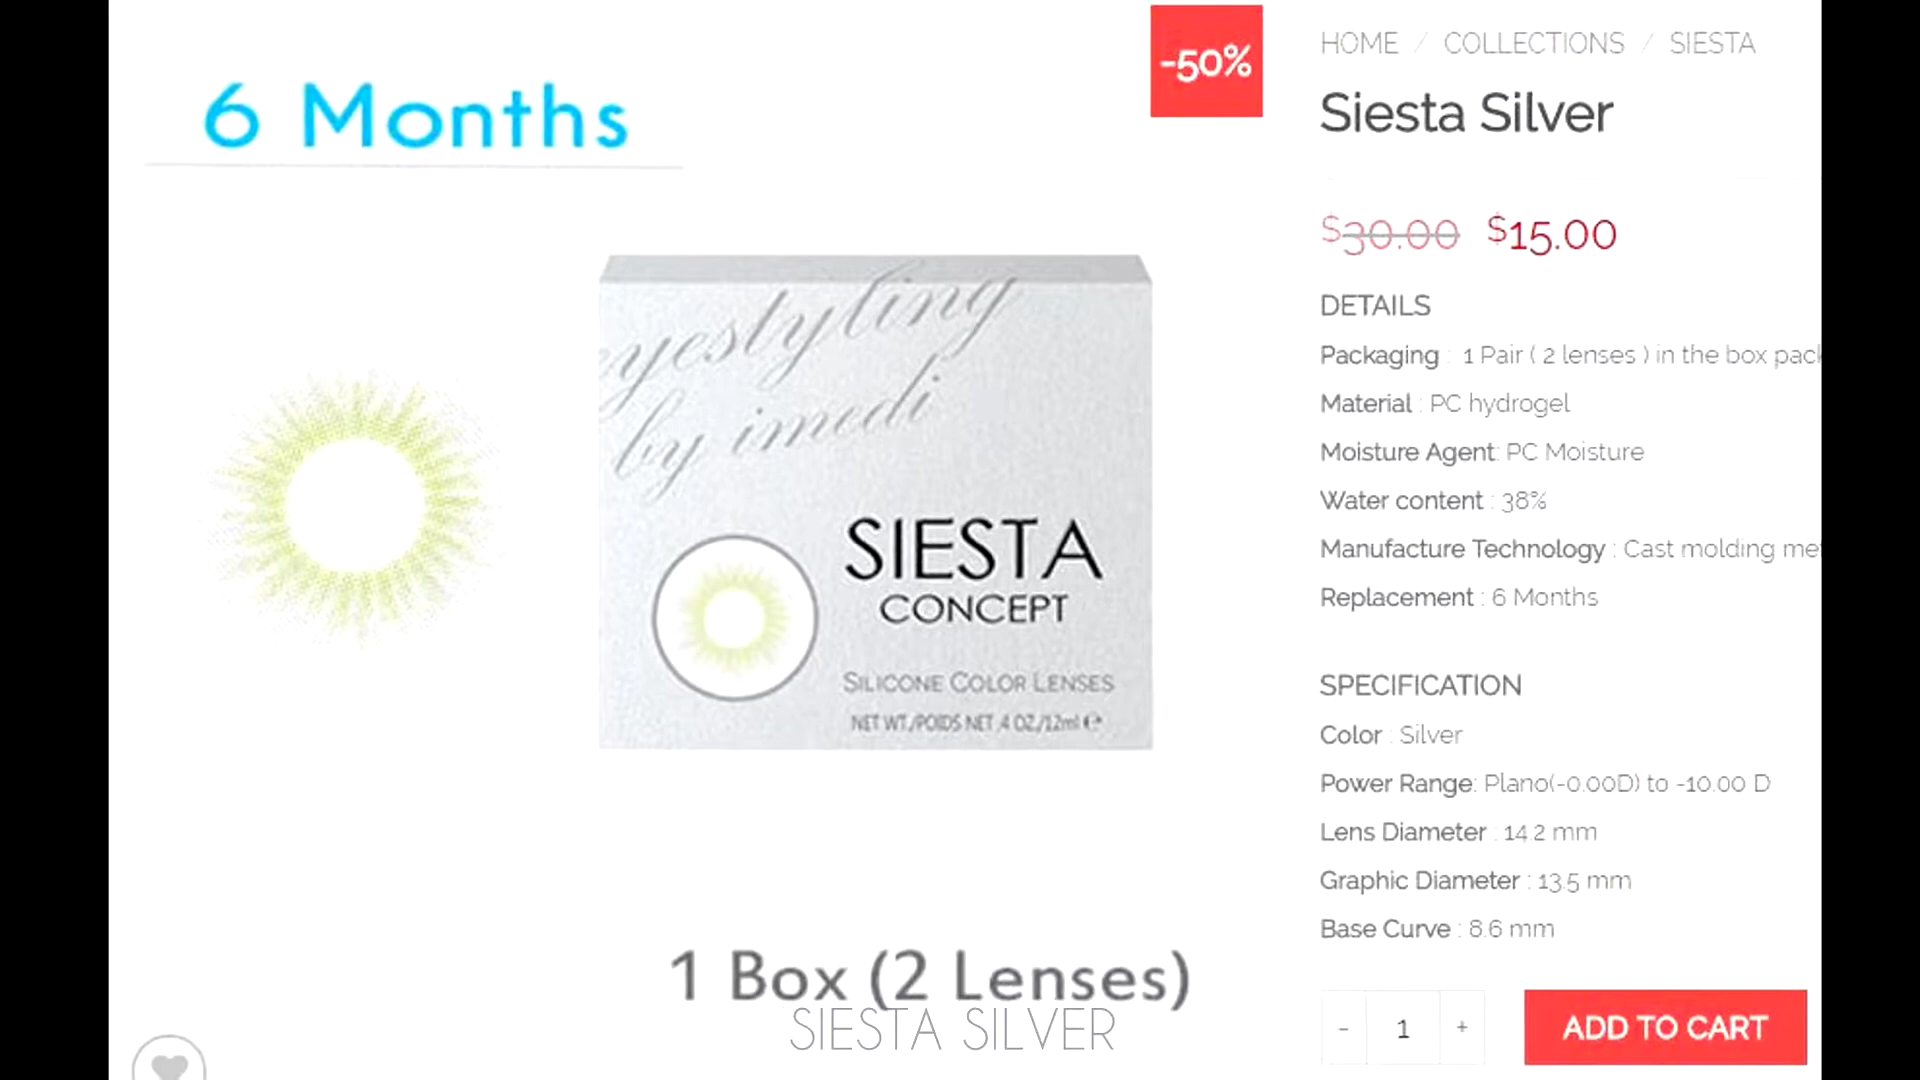 6 Months
-50%
HOME / COLLECTIONS / SIESTA
Siesta Silver
$30.00 $15.00
eyestyling
by imedi
SIESTA
CONCEPT
SILICONE COLOR LENSES
NET WT./POIDS NET .4 OZ./12ml e
DETAILS
Packaging : 1 Pair ( 2 lenses ) in the box pack
Material : PC hydrogel
Moisture Agent: PC Moisture
Water content : 38%
Manufacture Technology : Cast molding met
Replacement : 6 Months
SPECIFICATION
Color : Silver
Power Range: Plano(-0.00D) to -10.00 D
Lens Diameter : 14.2 mm
Graphic Diameter : 13.5 mm
Base Curve : 8.6 mm
1 Box (2 Lenses)
SIESTA SILVER
- 1 +
ADD TO CART